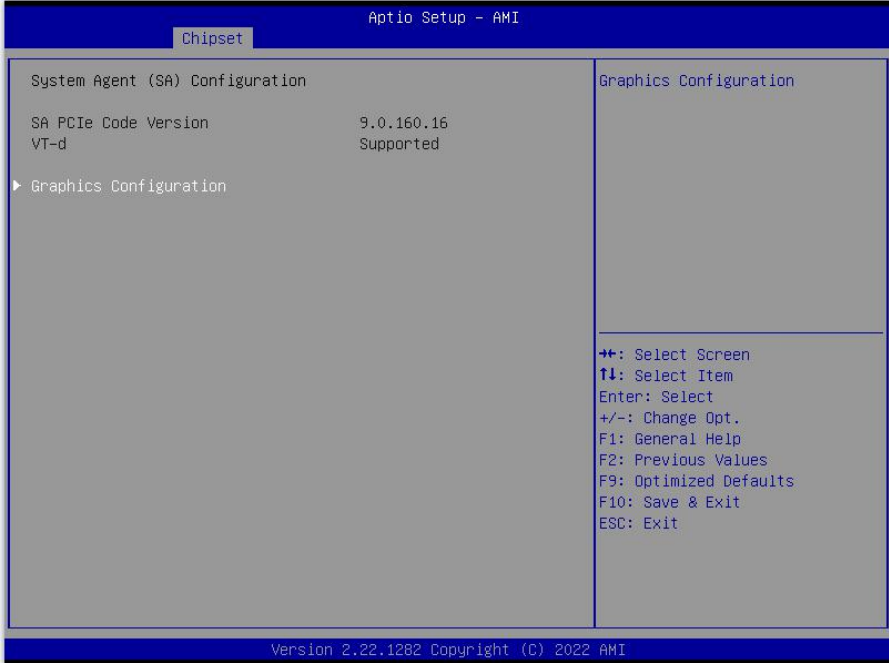 Aptio Setup – AMI
Chipset
System Agent (SA) Configuration
SA PCIe Code Version 9.0.160.16
VT-d Supported
▶ Graphics Configuration
Graphics Configuration
→←: Select Screen
↑↓: Select Item
Enter: Select
+/-: Change Opt.
F1: General Help
F2: Previous Values
F9: Optimized Defaults
F10: Save & Exit
ESC: Exit
Version 2.22.1282 Copyright (C) 2022 AMI